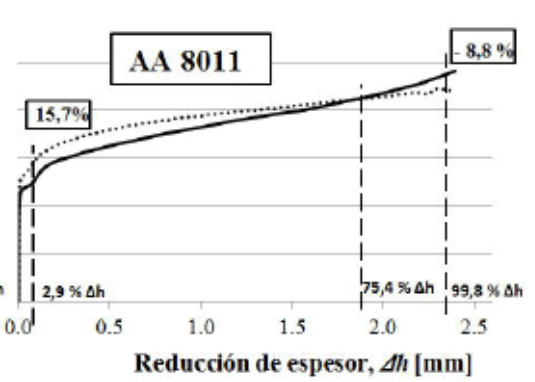 AA 8011
- 8,8 %
15,7%
2,9 % Δh
75,4 % Δh
99,8 % Δh
0.0
0.5
1.0
1.5
2.0
2.5
Reducción de espesor, Δh [mm]